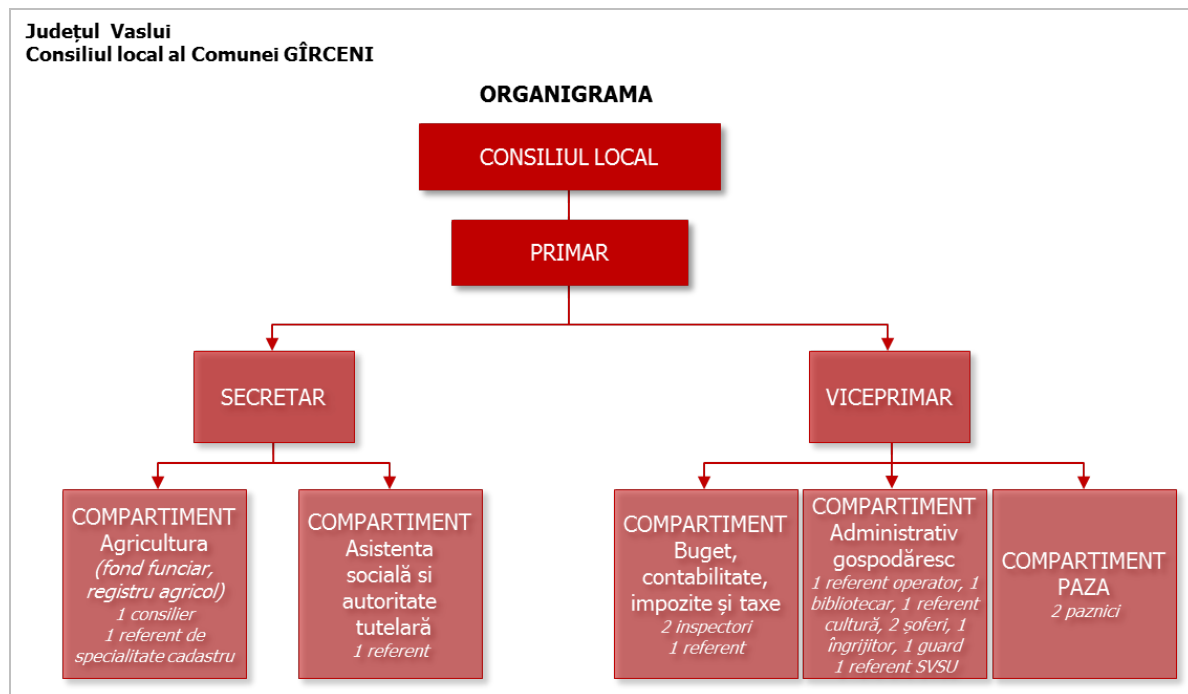 Județul Vaslui
Consiliul local al Comunei GÎRCENI
ORGANIGRAMA
CONSILIUL LOCAL
PRIMAR
SECRETAR
VICEPRIMAR
COMPARTIMENT
Agricultura
(fond funciar,
registru agricol)
1 consilier
1 referent de
specialitate cadastru
COMPARTIMENT
Asistenta
socială si
autoritate
tutelară
1 referent
COMPARTIMENT
Buget,
contabilitate,
impozite și taxe
2 inspectori
1 referent
COMPARTIMENT
Administrativ
gospodăresc
1 referent operator, 1
bibliotecar, 1 referent
cultură, 2 șoferi, 1
îngrijitor, 1 guard
1 referent SVSU
COMPARTIMENT
PAZA
2 paznici